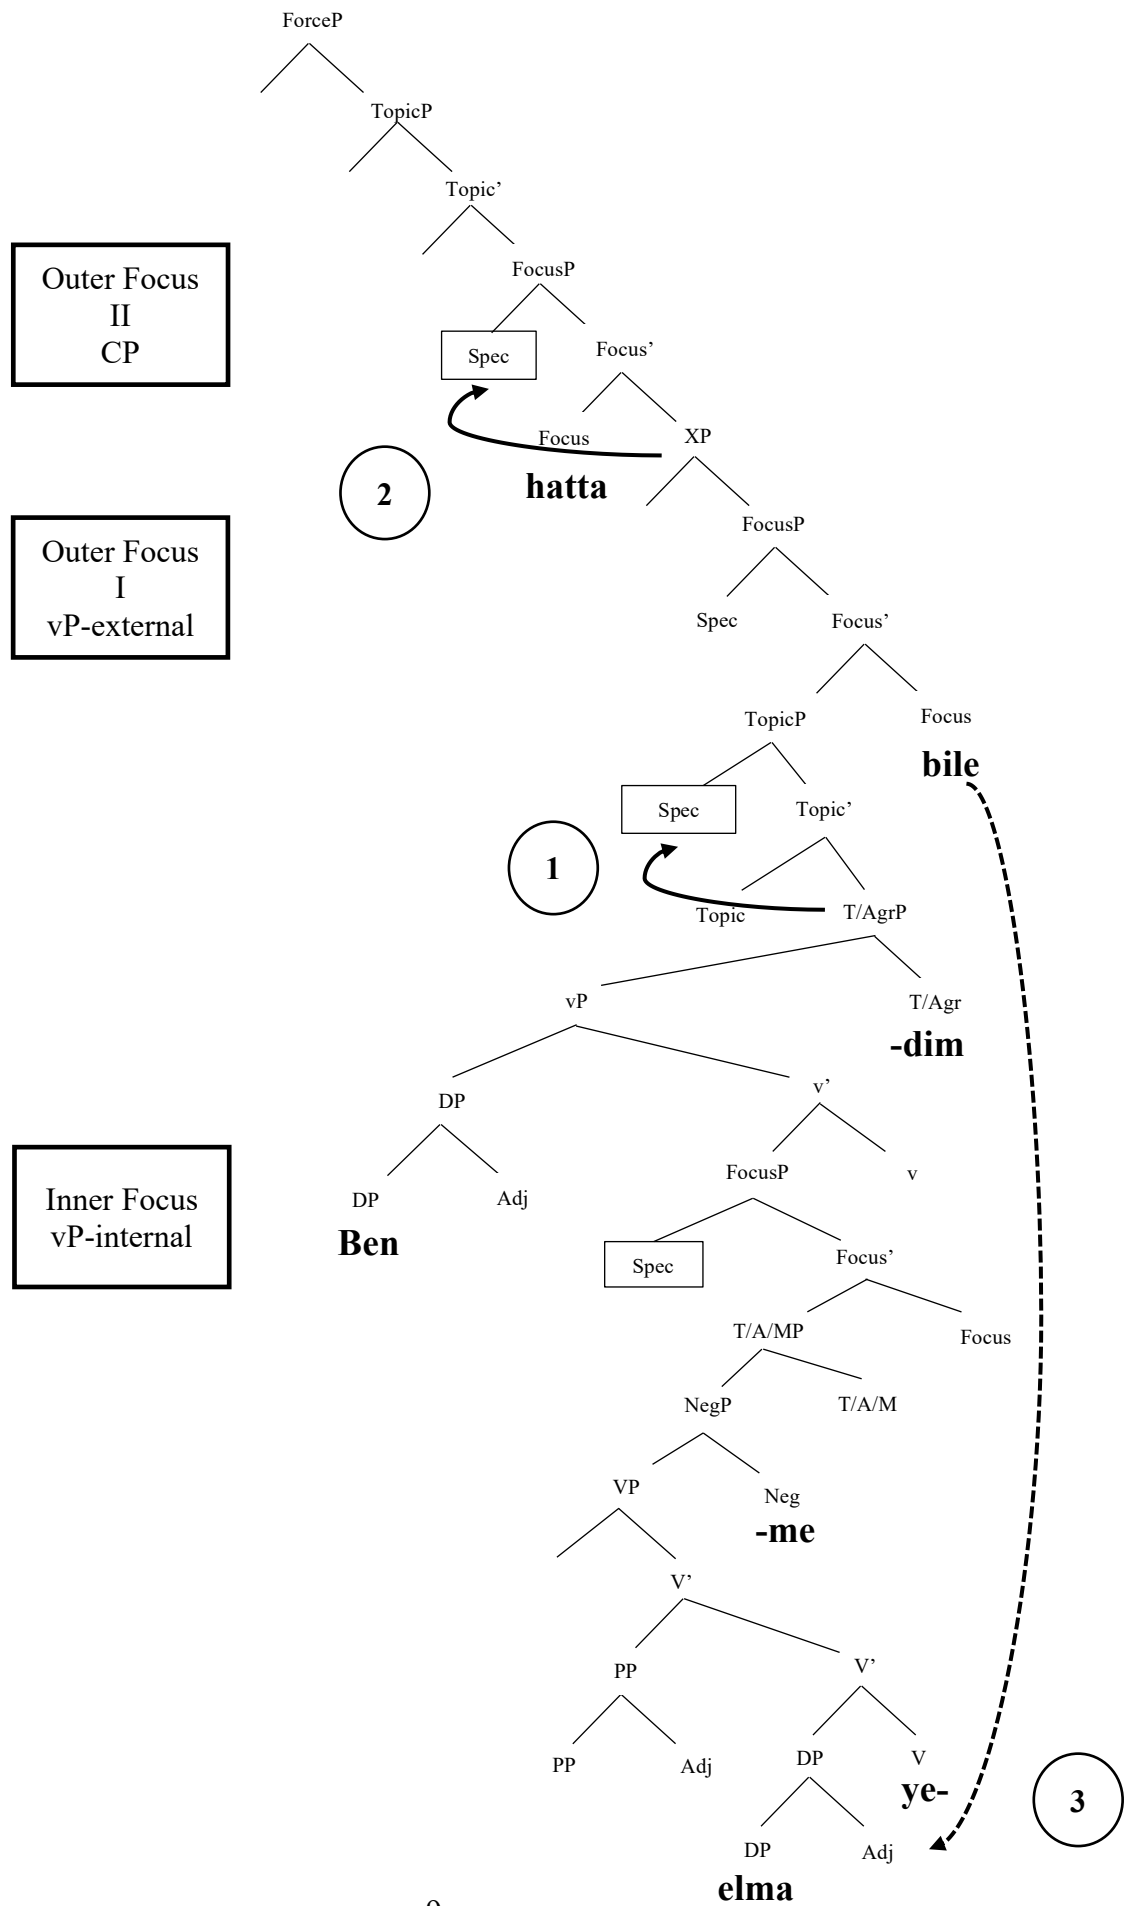 ForceP
TopicP
Topic’
Outer Focus
II
CP
FocusP
Spec
Focus’
Focus
XP
hatta
2
Outer Focus
I
vP-external
FocusP
Spec
Focus’
TopicP
Focus
bile
Spec
Topic’
1
Topic
T/AgrP
vP
T/Agr
-dim
DP
v’
Inner Focus
vP-internal
DP
Adj
Ben
FocusP
v
Spec
Focus’
T/A/MP
Focus
NegP
T/A/M
VP
Neg
-me
V’
PP
V’
PP
Adj
DP
V
ye-
3
DP
Adj
elma